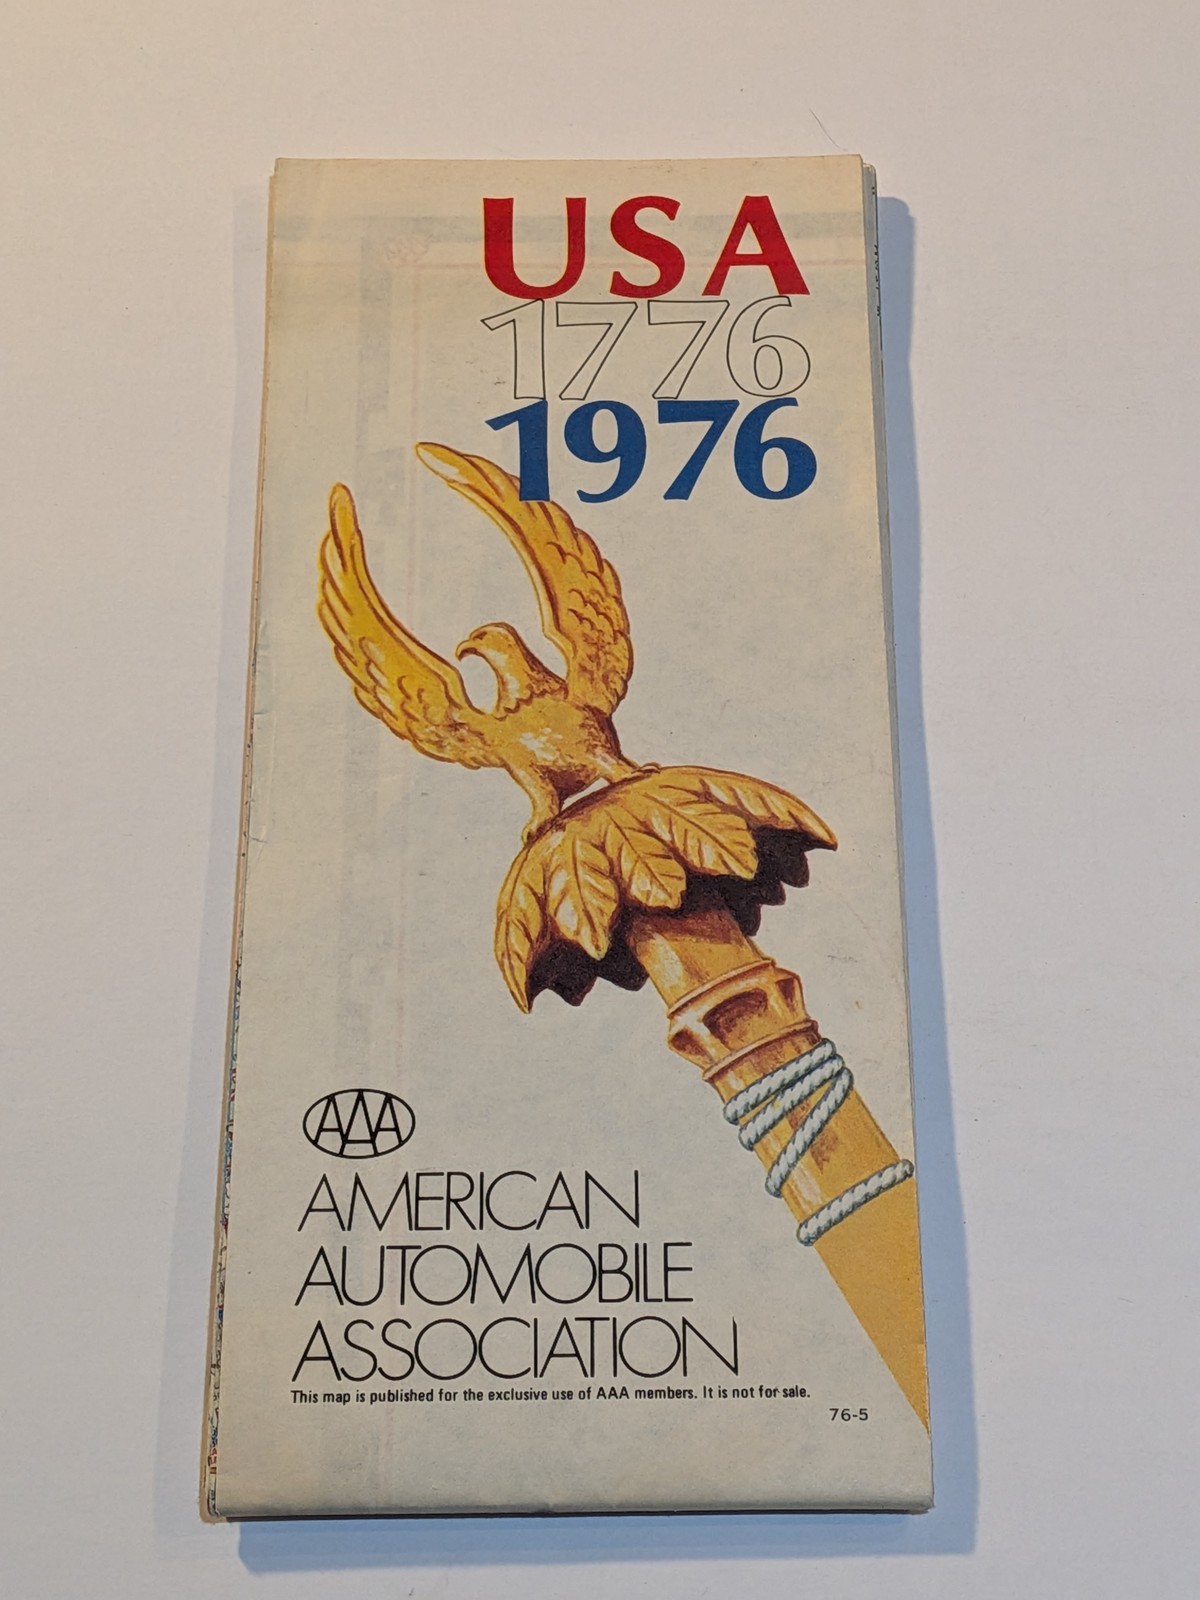 USA
1776
1976
AAA
AMERICAN
AUTOMOBILE
ASSOCIATION
This map is published for the exclusive use of AAA members. It is not for sale.
76-5